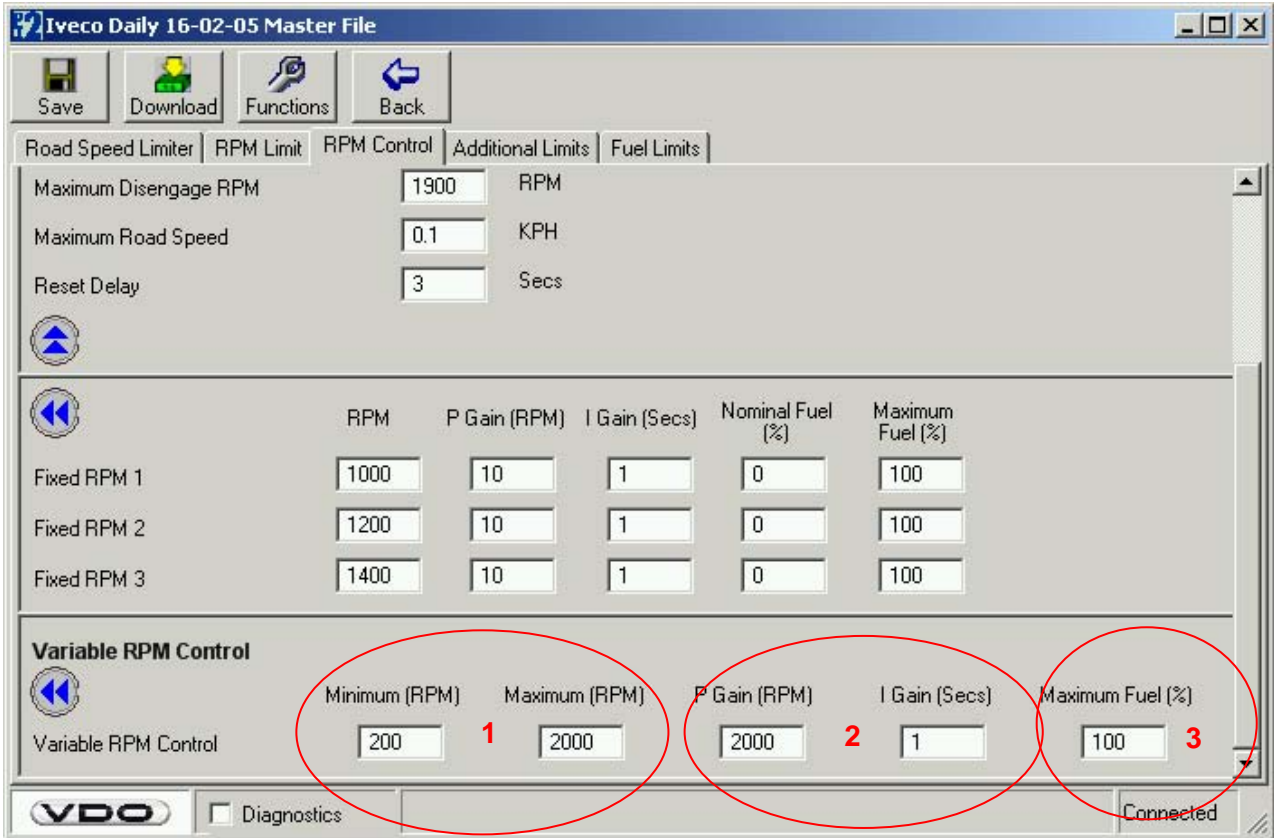 Iveco Daily 16-02-05 Master File
Save Download Functions Back
Road Speed Limiter RPM Limit RPM Control Additional Limits Fuel Limits
Maximum Disengage RPM 1900 RPM
Maximum Road Speed 0.1 KPH
Reset Delay 3 Secs
RPM P Gain (RPM) I Gain (Secs) Nominal Fuel (%) Maximum Fuel (%)
Fixed RPM 1 1000 10 1 0 100
Fixed RPM 2 1200 10 1 0 100
Fixed RPM 3 1400 10 1 0 100
Variable RPM Control
Minimum (RPM) Maximum (RPM) P Gain (RPM) I Gain (Secs) Maximum Fuel (%)
Variable RPM Control 200 1 2000 2000 2 1 100 3
VDO Diagnostics Connected